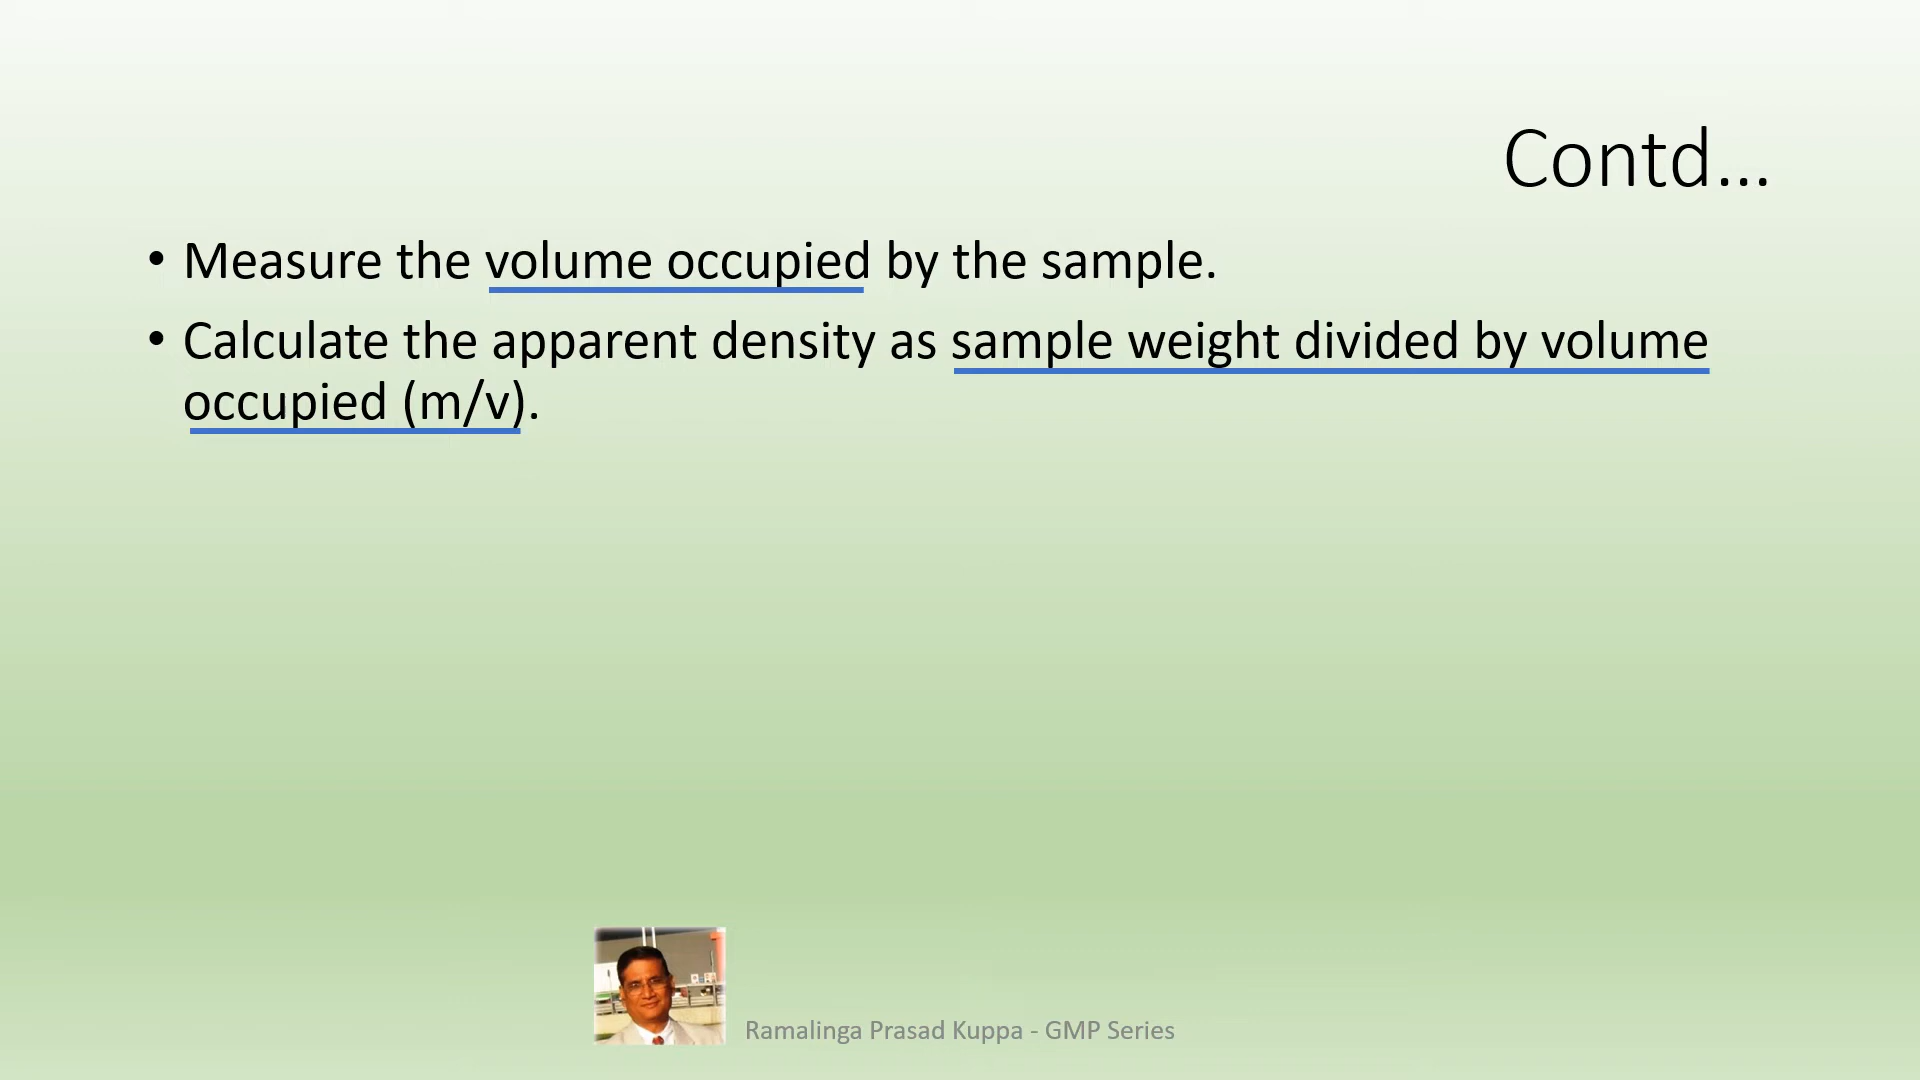 Contd...
• Measure the volume occupied by the sample.
• Calculate the apparent density as sample weight divided by volume
occupied (m/v).
Ramalinga Prasad Kuppa - GMP Series